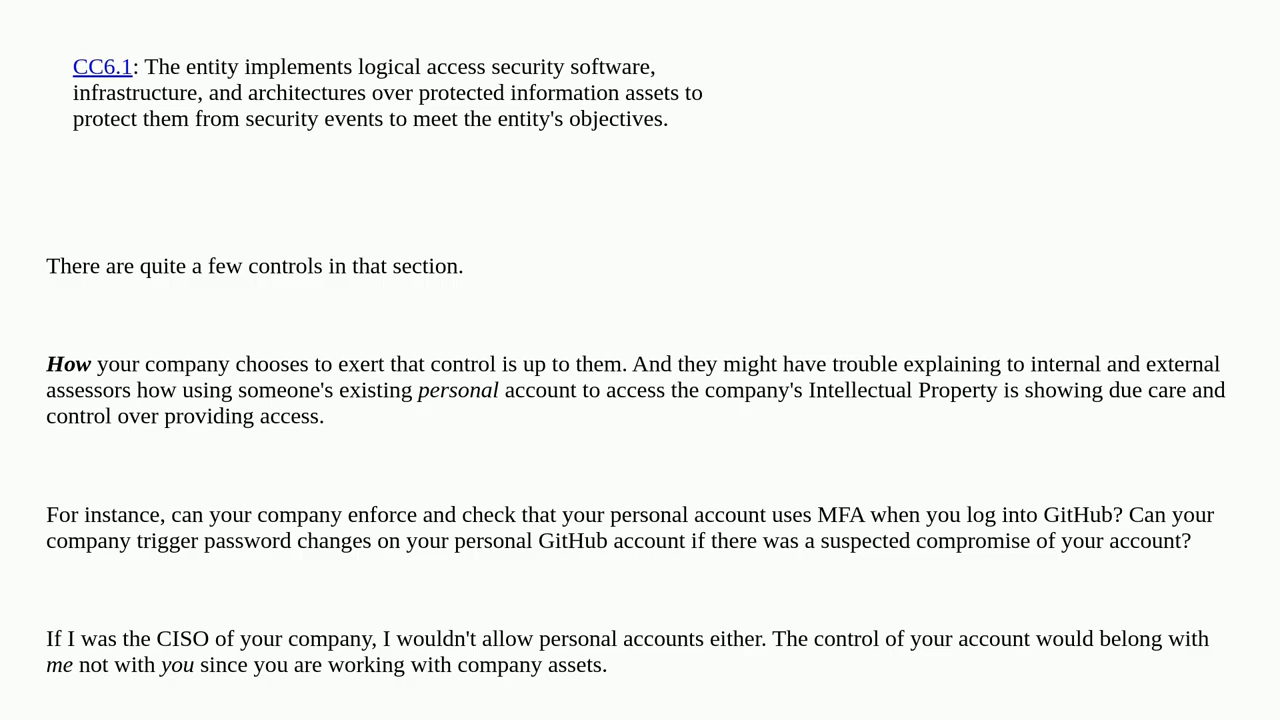 CC6.1: The entity implements logical access security software,
infrastructure, and architectures over protected information assets to
protect them from security events to meet the entity's objectives.
There are quite a few controls in that section.
How your company chooses to exert that control is up to them. And they might have trouble explaining to internal and external
assessors how using someone's existing personal account to access the company's Intellectual Property is showing due care and
control over providing access.
For instance, can your company enforce and check that your personal account uses MFA when you log into GitHub? Can your
company trigger password changes on your personal GitHub account if there was a suspected compromise of your account?
If I was the CISO of your company, I wouldn't allow personal accounts either. The control of your account would belong with
me not with you since you are working with company assets.